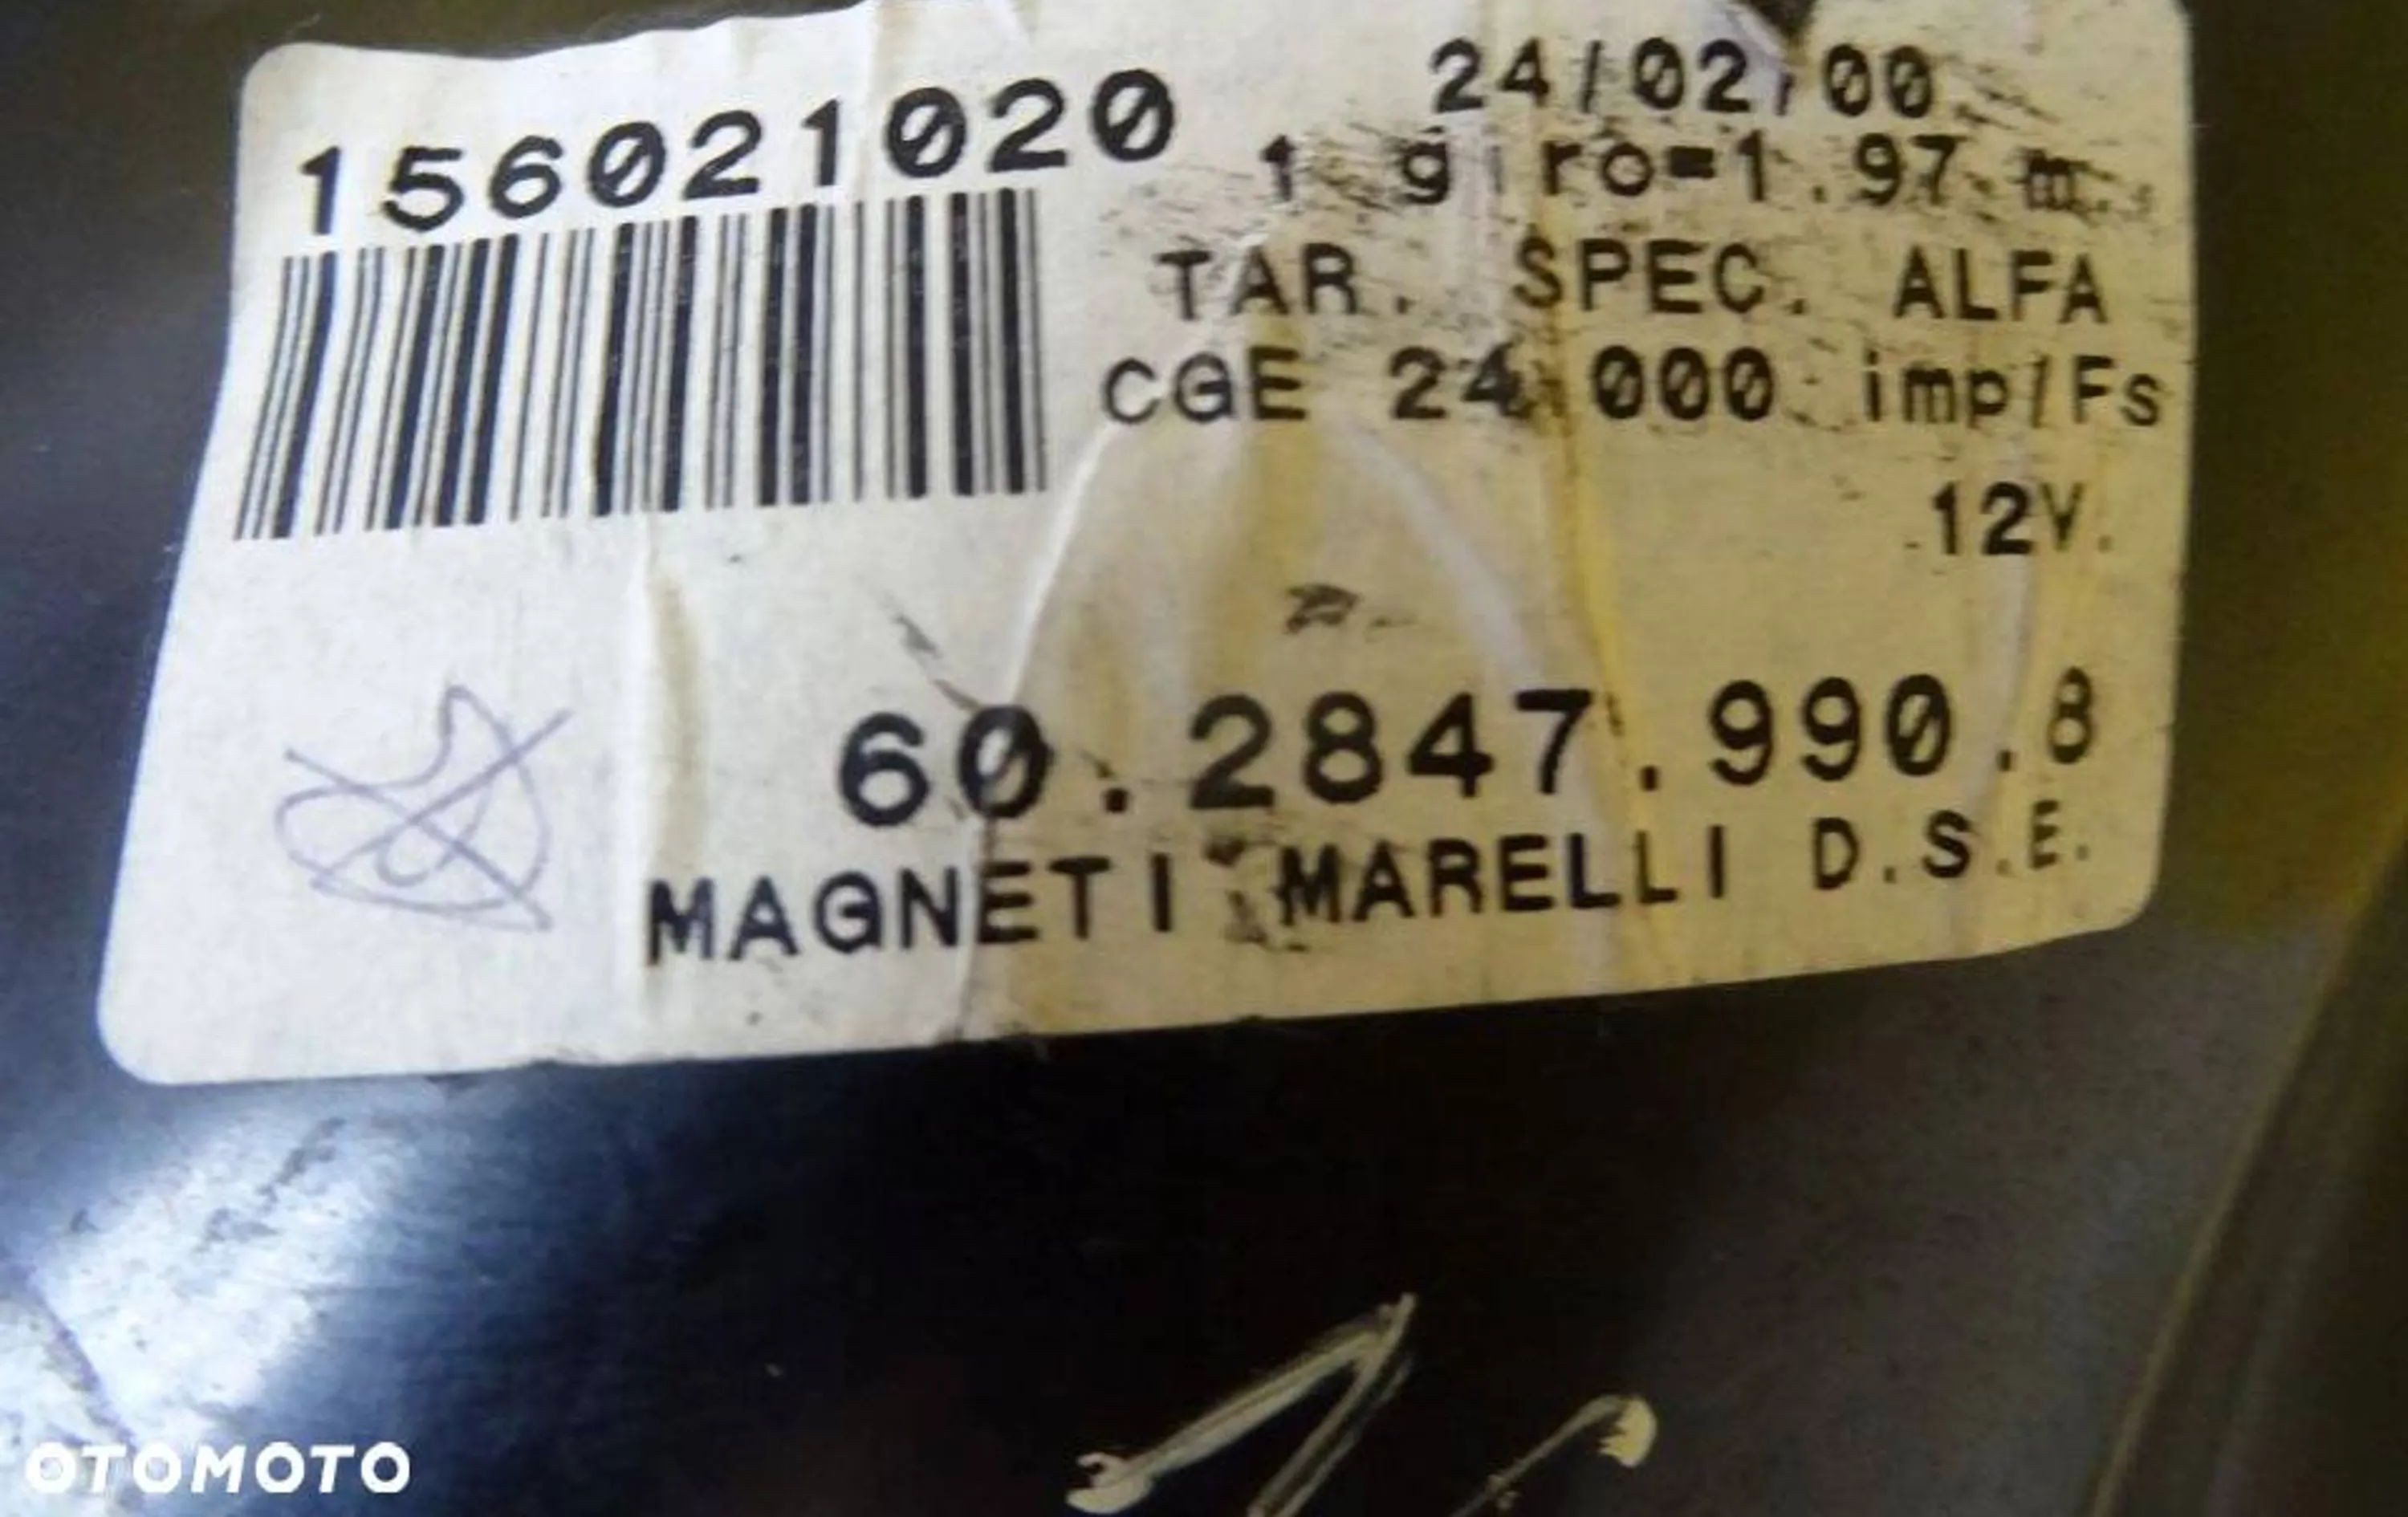 156021020
24/02/00
1 giro=1.97 m.
TAR. SPEC. ALFA
CGE 24 000 imp/Fs
12V.
60.2847.990.8
MAGNETI MARELLI D.S.E.
OTOMOTO